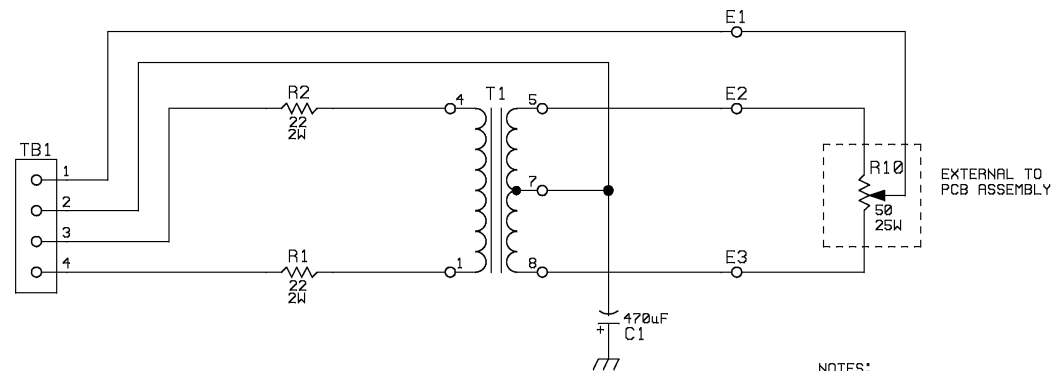 E1
R2
22
2W
4
T1
5
E2
TB1
1
2
3
4
7
R10
50
25W
EXTERNAL TO
PCB ASSEMBLY
R1
22
2W
1
8
E3
470uF
+
C1
NOTES: